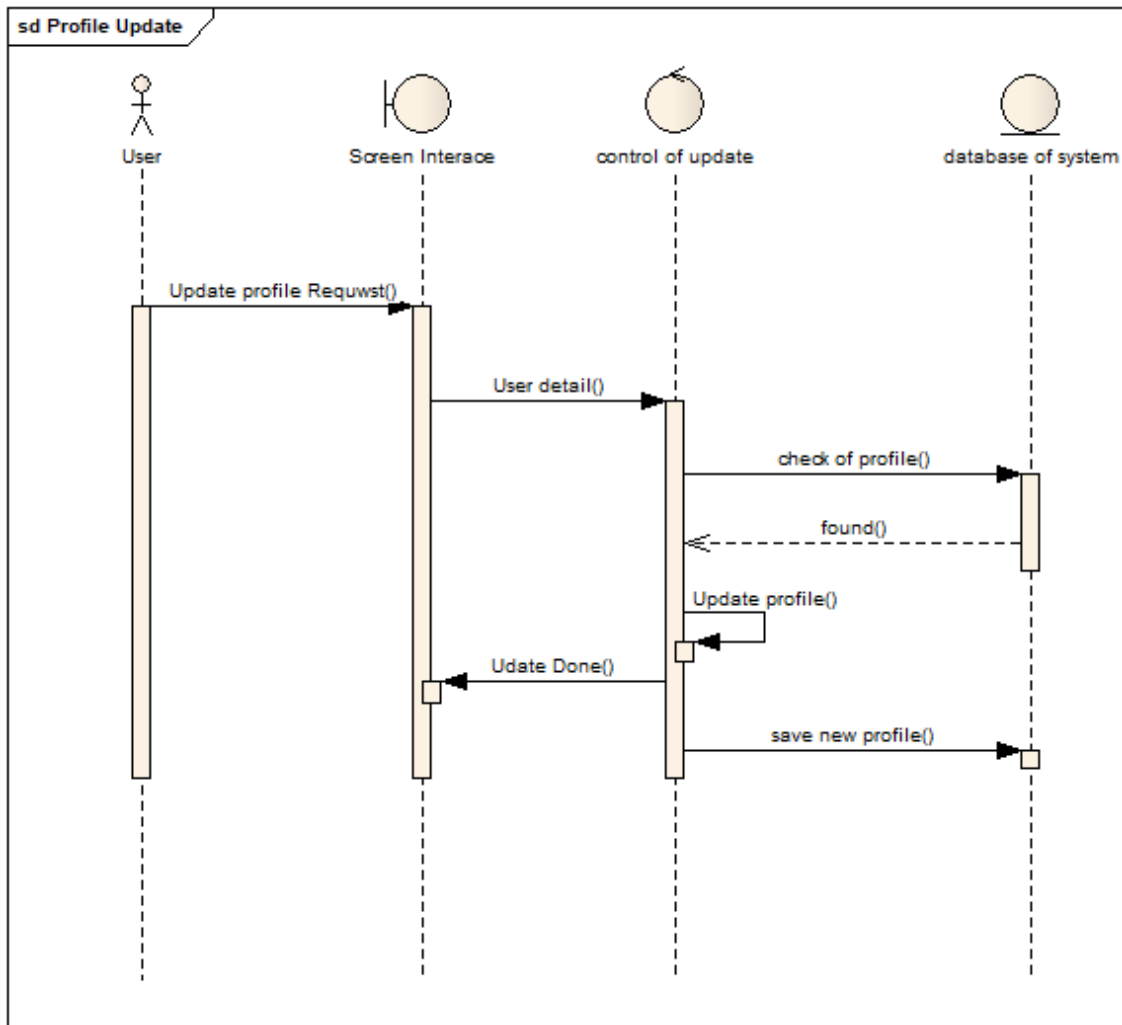 sd Profile Update
User
Screen Interace
control of update
database of system
Update profile Requwst()
User detail()
check of profile()
found()
Update profile()
Udate Done()
save new profile()